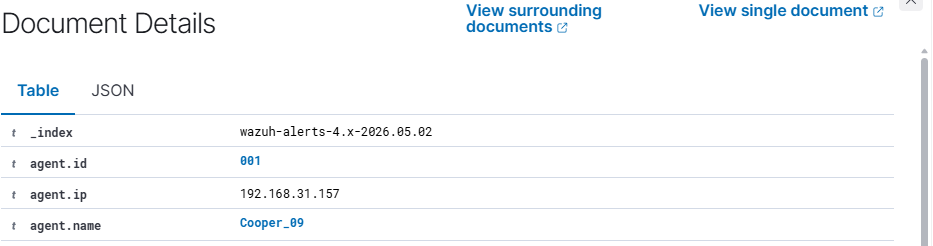 Document Details
View surrounding
documents
View single document
Table
JSON
t _index wazuh-alerts-4.x-2026.05.02
t agent.id 001
t agent.ip 192.168.31.157
t agent.name Cooper_09